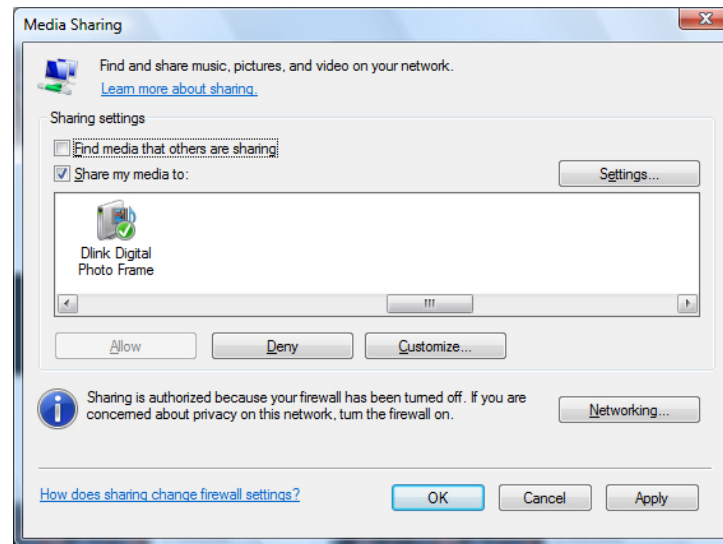 Media Sharing
Find and share music, pictures, and video on your network.
Learn more about sharing.
Sharing settings
Find media that others are sharing
Share my media to:
Settings...
Dlink Digital
Photo Frame
Allow
Deny
Customize...
Sharing is authorized because your firewall has been turned off. If you are
concerned about privacy on this network, turn the firewall on.
Networking...
How does sharing change firewall settings?
OK
Cancel
Apply